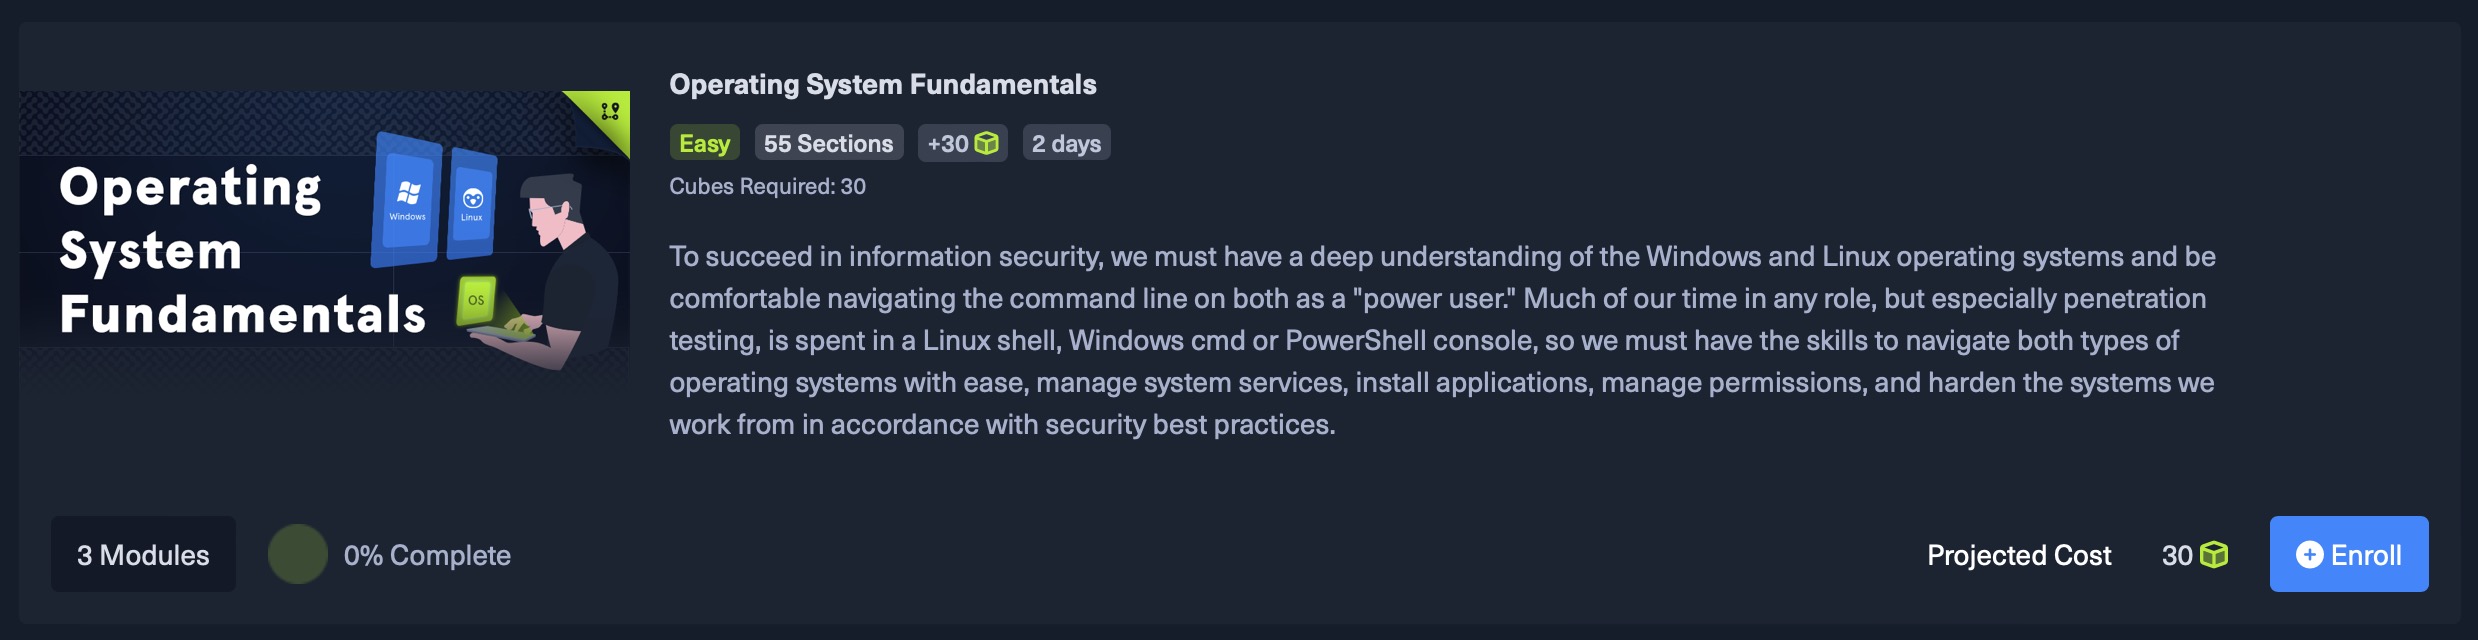 Operating System Fundamentals
Easy
55 Sections
+30
2 days
Cubes Required: 30
To succeed in information security, we must have a deep understanding of the Windows and Linux operating systems and be
comfortable navigating the command line on both as a "power user." Much of our time in any role, but especially penetration
testing, is spent in a Linux shell, Windows cmd or PowerShell console, so we must have the skills to navigate both types of
operating systems with ease, manage system services, install applications, manage permissions, and harden the systems we
work from in accordance with security best practices.
Operating
System
Fundamentals
Windows
Linux
OS
3 Modules
0% Complete
Projected Cost
30
Enroll